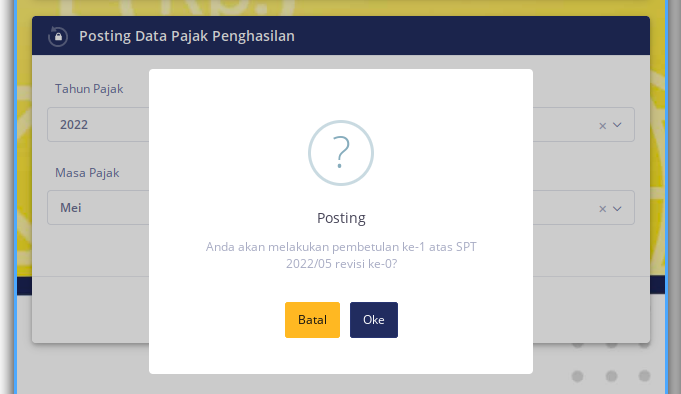 Posting Data Pajak Penghasilan
Tahun Pajak
2022
Masa Pajak
Mei
?
Posting
Anda akan melakukan pembetulan ke-1 atas SPT
2022/05 revisi ke-0?
Batal
Oke